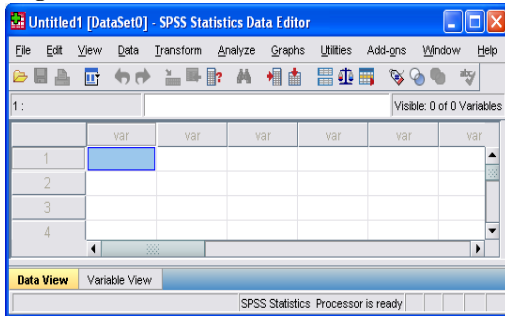 Untitled1 [DataSet0] - SPSS Statistics Data Editor
File Edit View Data Transform Analyze Graphs Utilities Add-ons Window Help
1 :
Visible: 0 of 0 Variables
var var var var var var
1
2
3
4
Data View Variable View
SPSS Statistics Processor is ready